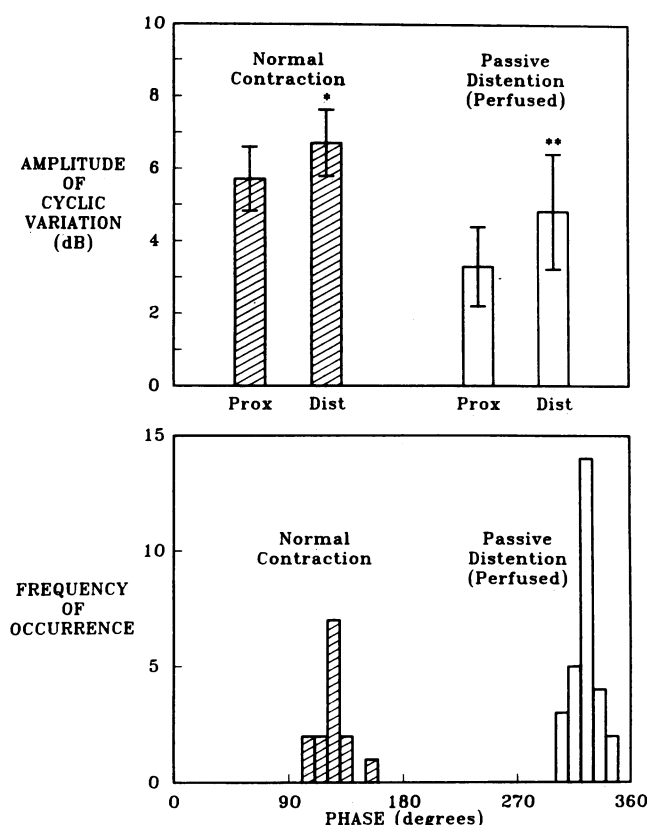 10
8
6
4
2
0
AMPLITUDE
OF
CYCLIC
VARIATION
(dB)
Normal
Contraction
*
Passive
Distention
(Perfused)
**
Prox Dist Prox Dist
15
10
5
0
FREQUENCY
OF
OCCURRENCE
Normal
Contraction
Passive
Distention
(Perfused)
0 90 180 270 360
PHASE (degrees)